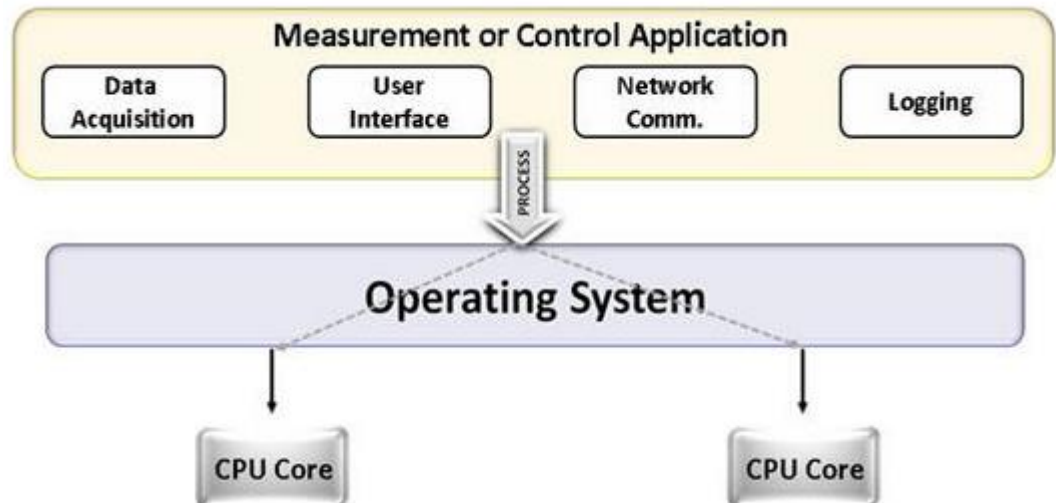 Measurement or Control Application
Data
Acquisition
User
Interface
Network
Comm.
Logging
PROCESS
Operating System
CPU Core
CPU Core